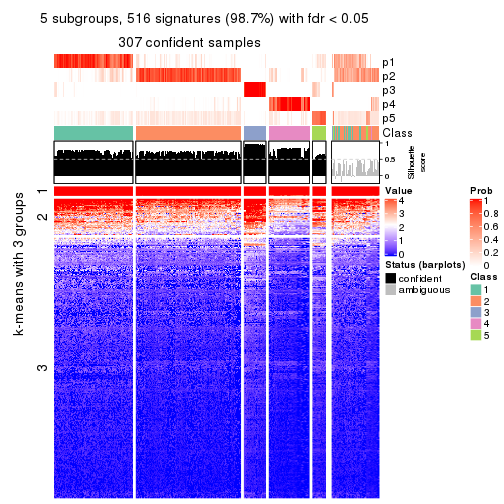 5 subgroups, 516 signatures (98.7%) with fdr < 0.05
307 confident samples
p1
p2
p3
p4
p5
Class
1
0.5
0
Silhouette
score
k-means with 3 groups
1
2
3
Value
4
3
2
1
0
Status (barplots)
confident
ambiguous
Prob
1
0.8
0.6
0.4
0.2
0
Class
1
2
3
4
5